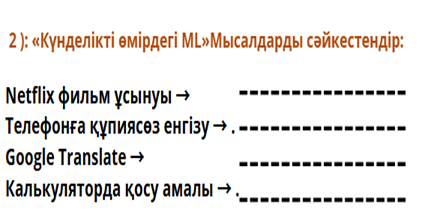 2 ): «Күнделікті өмірдегі ML»Мысалдарды сәйкестендір:
Netflix фильм ұсынуы → ----------------
Телефонға құпиясөз енгізу → . ----------------
Google Translate → ----------------
Калькуляторда қосу амалы → . ----------------